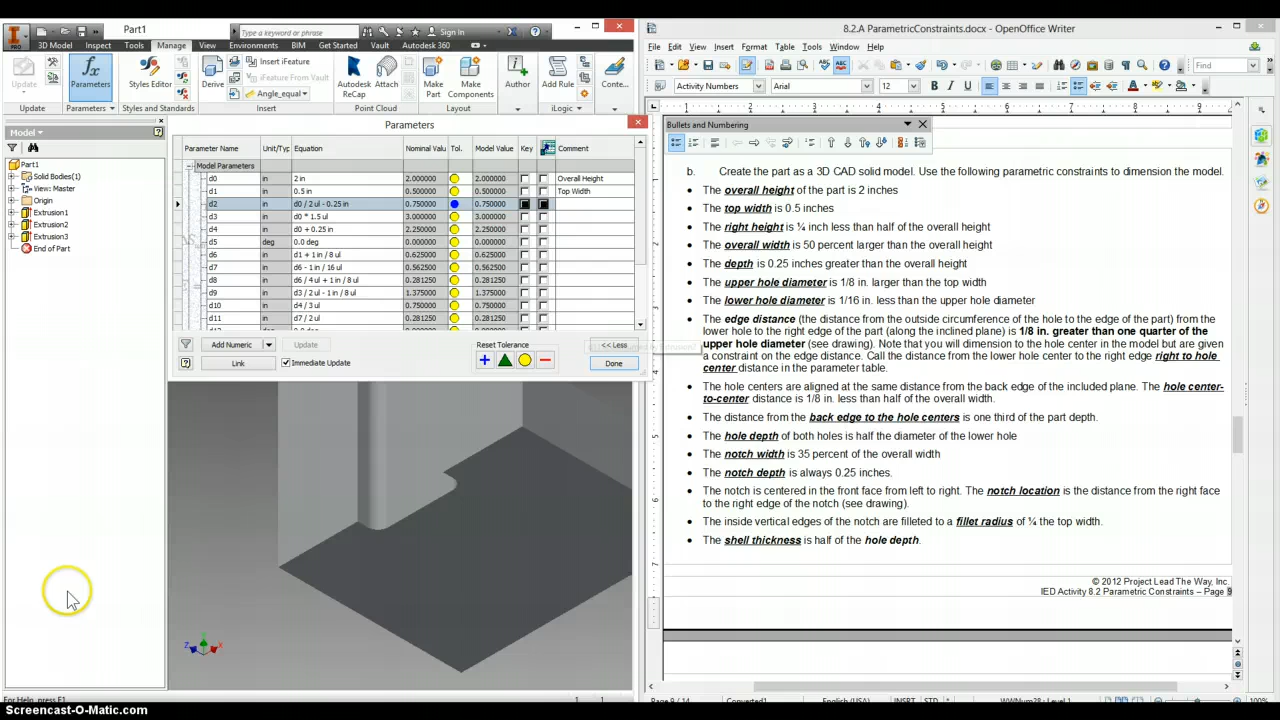 Part1
Type a keyword or phrase
Sign In
3D Model Inspect Tools Manage View Environments BIM Get Started Vault Autodesk 360
Update
Parameters
Styles Editor
Derive
Insert iFeature
iFeature From Vault
Angle_equal
Autodesk ReCap
Attach
Make Part
Make Components
Author
Add Rule
Conte...
Update
Parameters
Styles and Standards
Insert
Point Cloud
Layout
iLogic
Model
Part1
Solid Bodies(1)
View: Master
Origin
Extrusion1
Extrusion2
Extrusion3
End of Part
Parameters
Parameter Name Unit/Typ Equation Nominal Valu Tol. Model Value Key Comment
Model Parameters
d0 in 2 in 2.000000 2.000000 Overall Height
d1 in 0.5 in 0.500000 0.500000 Top Width
d2 in d0 / 2 ul - 0.25 in 0.750000 0.750000
d3 in d0 * 1.5 ul 3.000000 3.000000
d4 in d0 + 0.25 in 2.250000 2.250000
d5 deg 0.0 deg 0.000000 0.000000
d6 in d1 + 1 in / 8 ul 0.625000 0.625000
d7 in d6 - 1 in / 16 ul 0.562500 0.562500
d8 in d6 / 4 ul + 1 in / 8 ul 0.281250 0.281250
d9 in d3 / 2 ul - 1 in / 8 ul 1.375000 1.375000
d10 in d4 / 3 ul 0.750000 0.750000
d11 in d7 / 2 ul 0.281250 0.281250
Add Numeric
Update
Reset Tolerance
<< Less
Link
Immediate Update
Done
For Help, press F1
1 1
Screencast-O-Matic.com
8.2.A ParametricConstraints.docx - OpenOffice Writer
File Edit View Insert Format Table Tools Window Help
Find
Activity Numbers Arial 12
1 2 3 4 5 6 7 8 9
Bullets and Numbering
b. Create the part as a 3D CAD solid model. Use the following parametric constraints to dimension the model.
• The overall height of the part is 2 inches
• The top width is 0.5 inches
• The right height is ¼ inch less than half of the overall height
• The overall width is 50 percent larger than the overall height
• The depth is 0.25 inches greater than the overall height
• The upper hole diameter is 1/8 in. larger than the top width
• The lower hole diameter is 1/16 in. less than the upper hole diameter
• The edge distance (the distance from the outside circumference of the hole to the edge of the part) from the
lower hole to the right edge of the part (along the inclined plane) is 1/8 in. greater than one quarter of the
upper hole diameter (see drawing). Note that you will dimension to the hole center in the model but are given
a constraint on the edge distance. Call the distance from the lower hole center to the right edge right to hole
center distance in the parameter table.
• The hole centers are aligned at the same distance from the back edge of the included plane. The hole center-
to-center distance is 1/8 in. less than half of the overall width.
• The distance from the back edge to the hole centers is one third of the part depth.
• The hole depth of both holes is half the diameter of the lower hole
• The notch width is 35 percent of the overall width
• The notch depth is always 0.25 inches.
• The notch is centered in the front face from left to right. The notch location is the distance from the right face
to the right edge of the notch (see drawing).
• The inside vertical edges of the notch are filleted to a fillet radius of ¼ the top width.
• The shell thickness is half of the hole depth.
© 2012 Project Lead The Way, Inc.
IED Activity 8.2 Parametric Constraints – Page 9
Page 9 / 14 Converted1 English (USA) INSRT STD WWNum28 : Level 1 100%